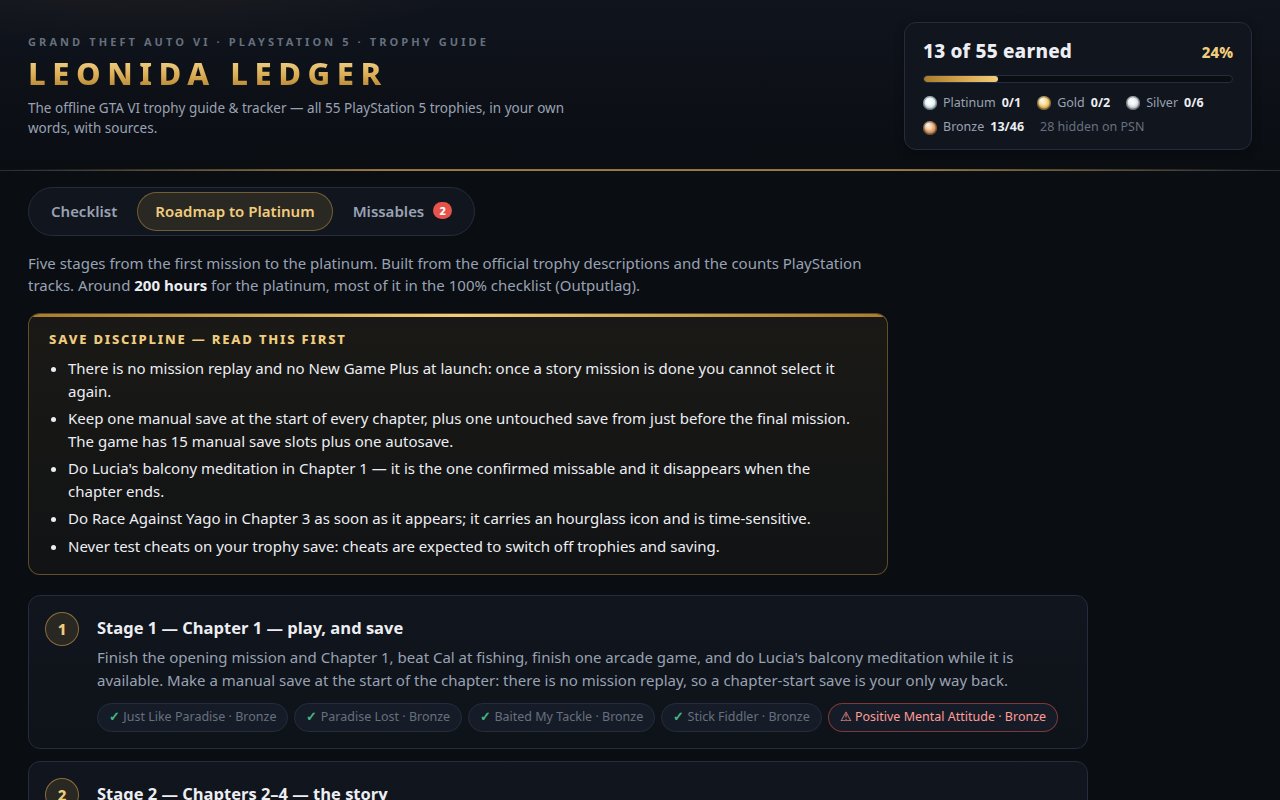 GRAND THEFT AUTO VI · PLAYSTATION 5 · TROPHY GUIDE
LEONIDA LEDGER
The offline GTA VI trophy guide & tracker — all 55 PlayStation 5 trophies, in your own
words, with sources.
13 of 55 earned
24%
Platinum 0/1 Gold 0/2 Silver 0/6
Bronze 13/46 28 hidden on PSN
Checklist
Roadmap to Platinum
Missables 2
Five stages from the first mission to the platinum. Built from the official trophy descriptions and the counts PlayStation
tracks. Around 200 hours for the platinum, most of it in the 100% checklist (Outputlag).
SAVE DISCIPLINE — READ THIS FIRST
• There is no mission replay and no New Game Plus at launch: once a story mission is done you cannot select it
again.
• Keep one manual save at the start of every chapter, plus one untouched save from just before the final mission.
The game has 15 manual save slots plus one autosave.
• Do Lucia's balcony meditation in Chapter 1 — it is the one confirmed missable and it disappears when the
chapter ends.
• Do Race Against Yago in Chapter 3 as soon as it appears; it carries an hourglass icon and is time-sensitive.
• Never test cheats on your trophy save: cheats are expected to switch off trophies and saving.
1
Stage 1 — Chapter 1 — play, and save
Finish the opening mission and Chapter 1, beat Cal at fishing, finish one arcade game, and do Lucia's balcony meditation while it is
available. Make a manual save at the start of the chapter: there is no mission replay, so a chapter-start save is your only way back.
✓ Just Like Paradise · Bronze
✓ Paradise Lost · Bronze
✓ Baited My Tackle · Bronze
✓ Stick Fiddler · Bronze
⚠ Positive Mental Attitude · Bronze
2
Stage 2 — Chapters 2–4 — the story